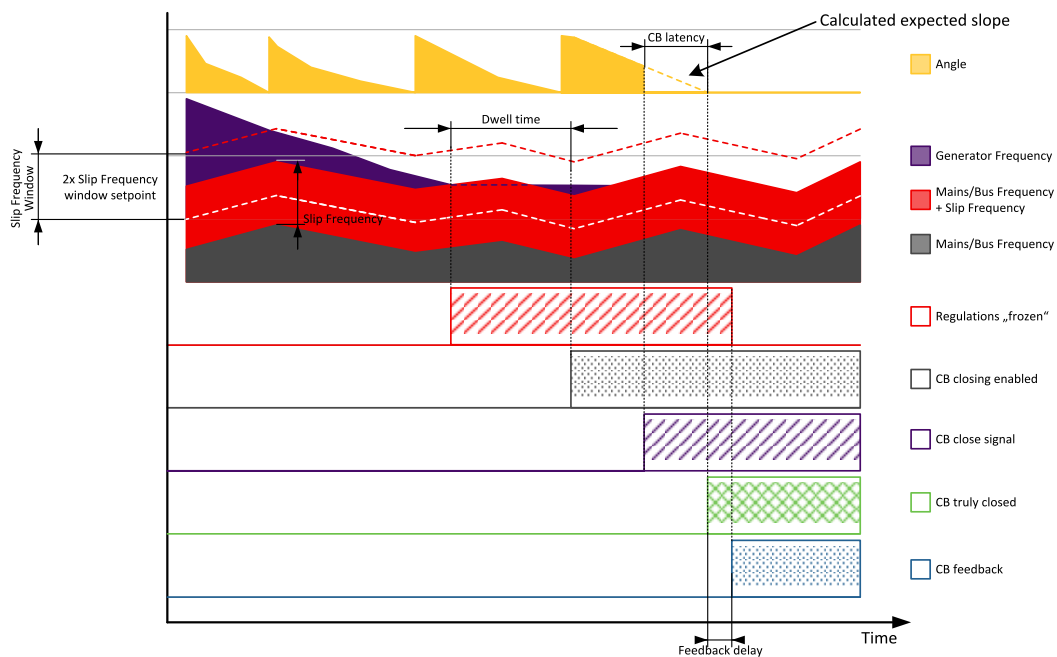 Calculated expected slope
CB latency
Angle
Dwell time
Slip Frequency
Window
2x Slip Frequency
window setpoint
Slip Frequency
Generator Frequency
Mains/Bus Frequency
+ Slip Frequency
Mains/Bus Frequency
Regulations „frozen“
CB closing enabled
CB close signal
CB truly closed
CB feedback
Time
Feedback delay